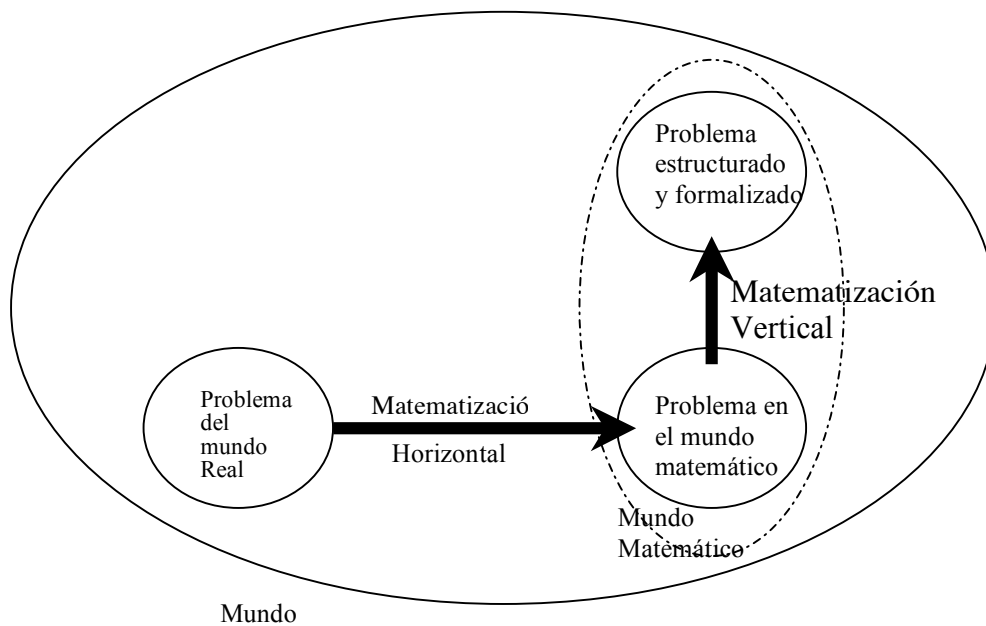 Problema
estructurado
y formalizado
Matematización
Vertical
Problema
del
mundo
Real
Matematizació
Horizontal
Problema en
el mundo
matemático
Mundo
Matemático
Mundo